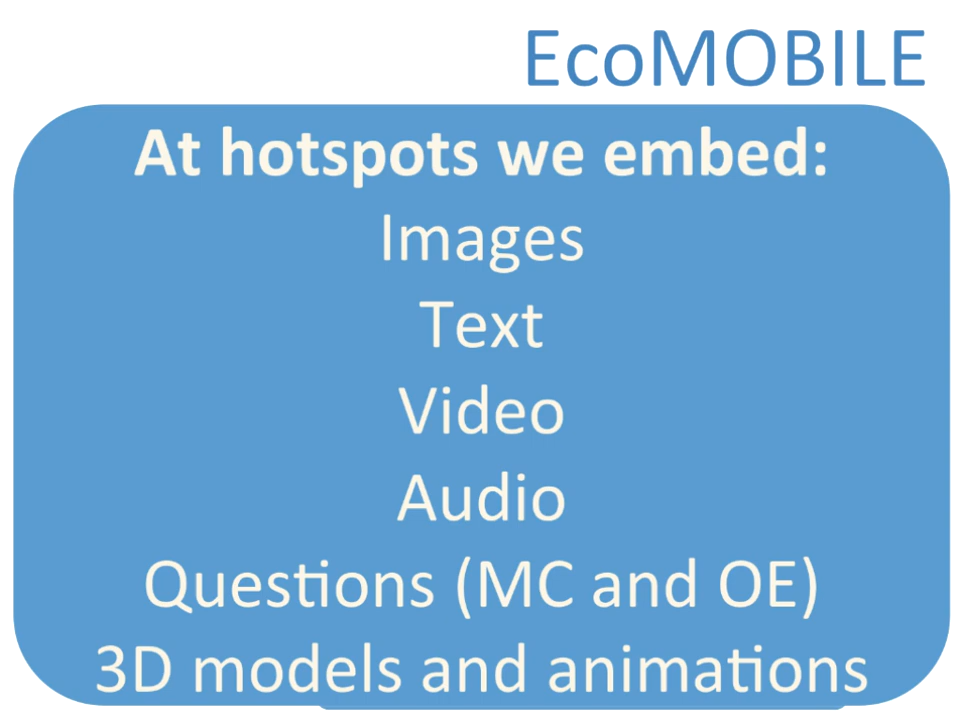 EcoMOBILE
At hotspots we embed:
Images
Text
Video
Audio
Questions (MC and OE)
3D models and animations